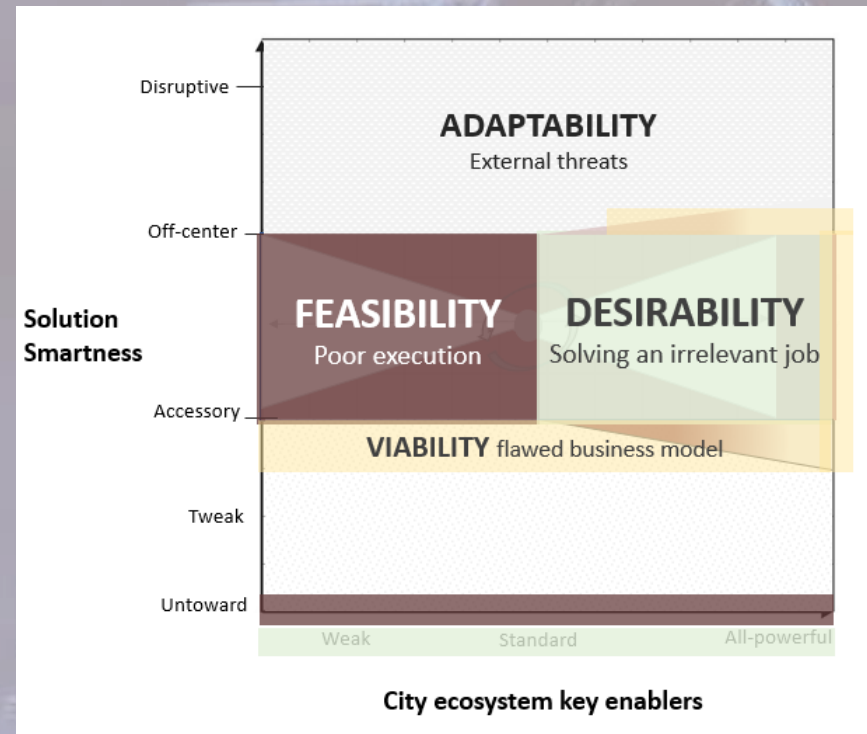 Disruptive
ADAPTABILITY
External threats
Off-center
Solution
Smartness
FEASIBILITY
Poor execution
DESIRABILITY
Solving an irrelevant job
Accessory
VIABILITY flawed business model
Tweak
Untoward
Weak
Standard
All-powerful
City ecosystem key enablers